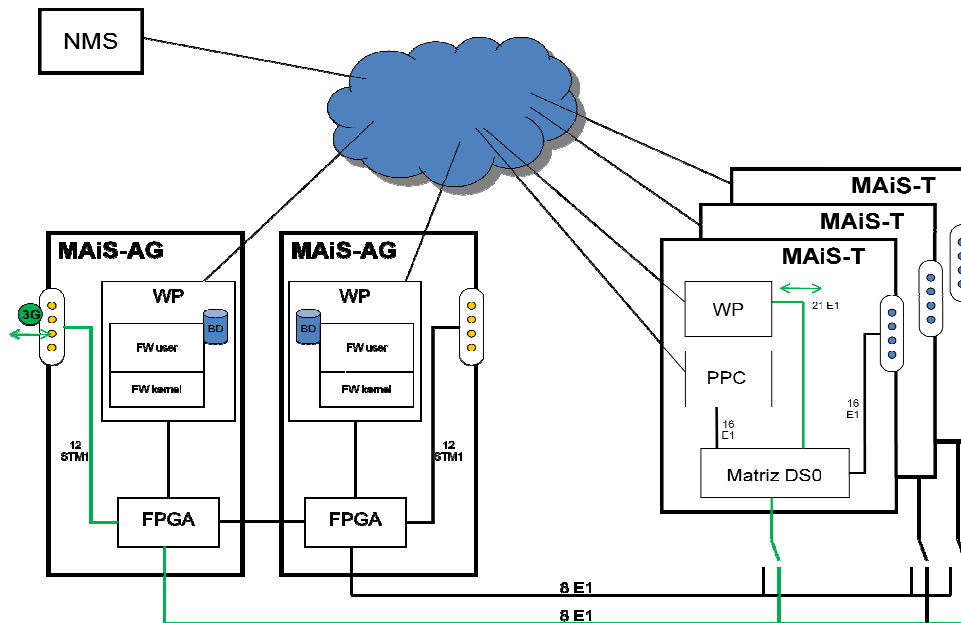 NMS
MAiS-T
MAiS-T
MAiS-T
MAiS-AG
MAiS-AG
WP
WP
WP
21 E1
3G
BD
BD
FW user
FW user
FW kernel
FW kernel
PPC
16
E1
16
E1
12
STM1
12
STM1
Matriz DS0
FPGA
FPGA
8 E1
8 E1